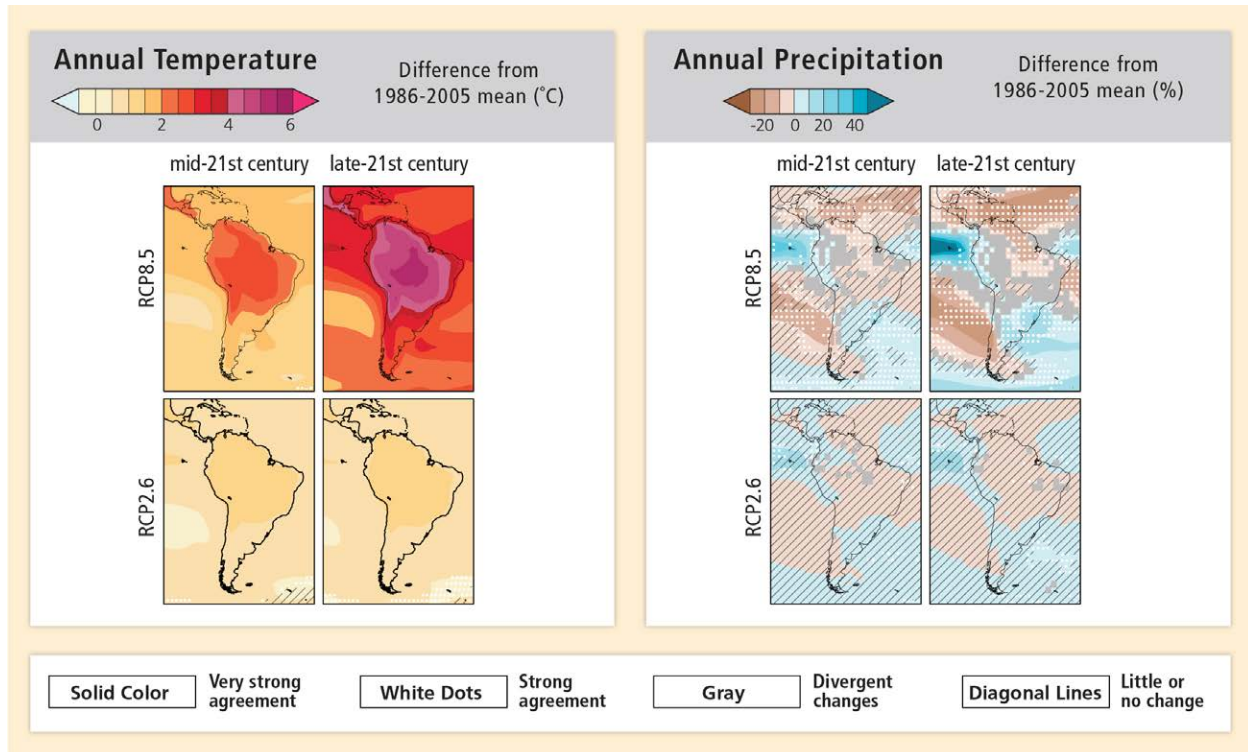 Annual Temperature
Difference from
1986-2005 mean (˚C)
0 2 4 6
mid-21st century late-21st century
RCP8.5
RCP2.6
Annual Precipitation
Difference from
1986-2005 mean (%)
-20 0 20 40
mid-21st century late-21st century
RCP8.5
RCP2.6
Solid Color
Very strong
agreement
White Dots
Strong
agreement
Gray
Divergent
changes
Diagonal Lines
Little or
no change